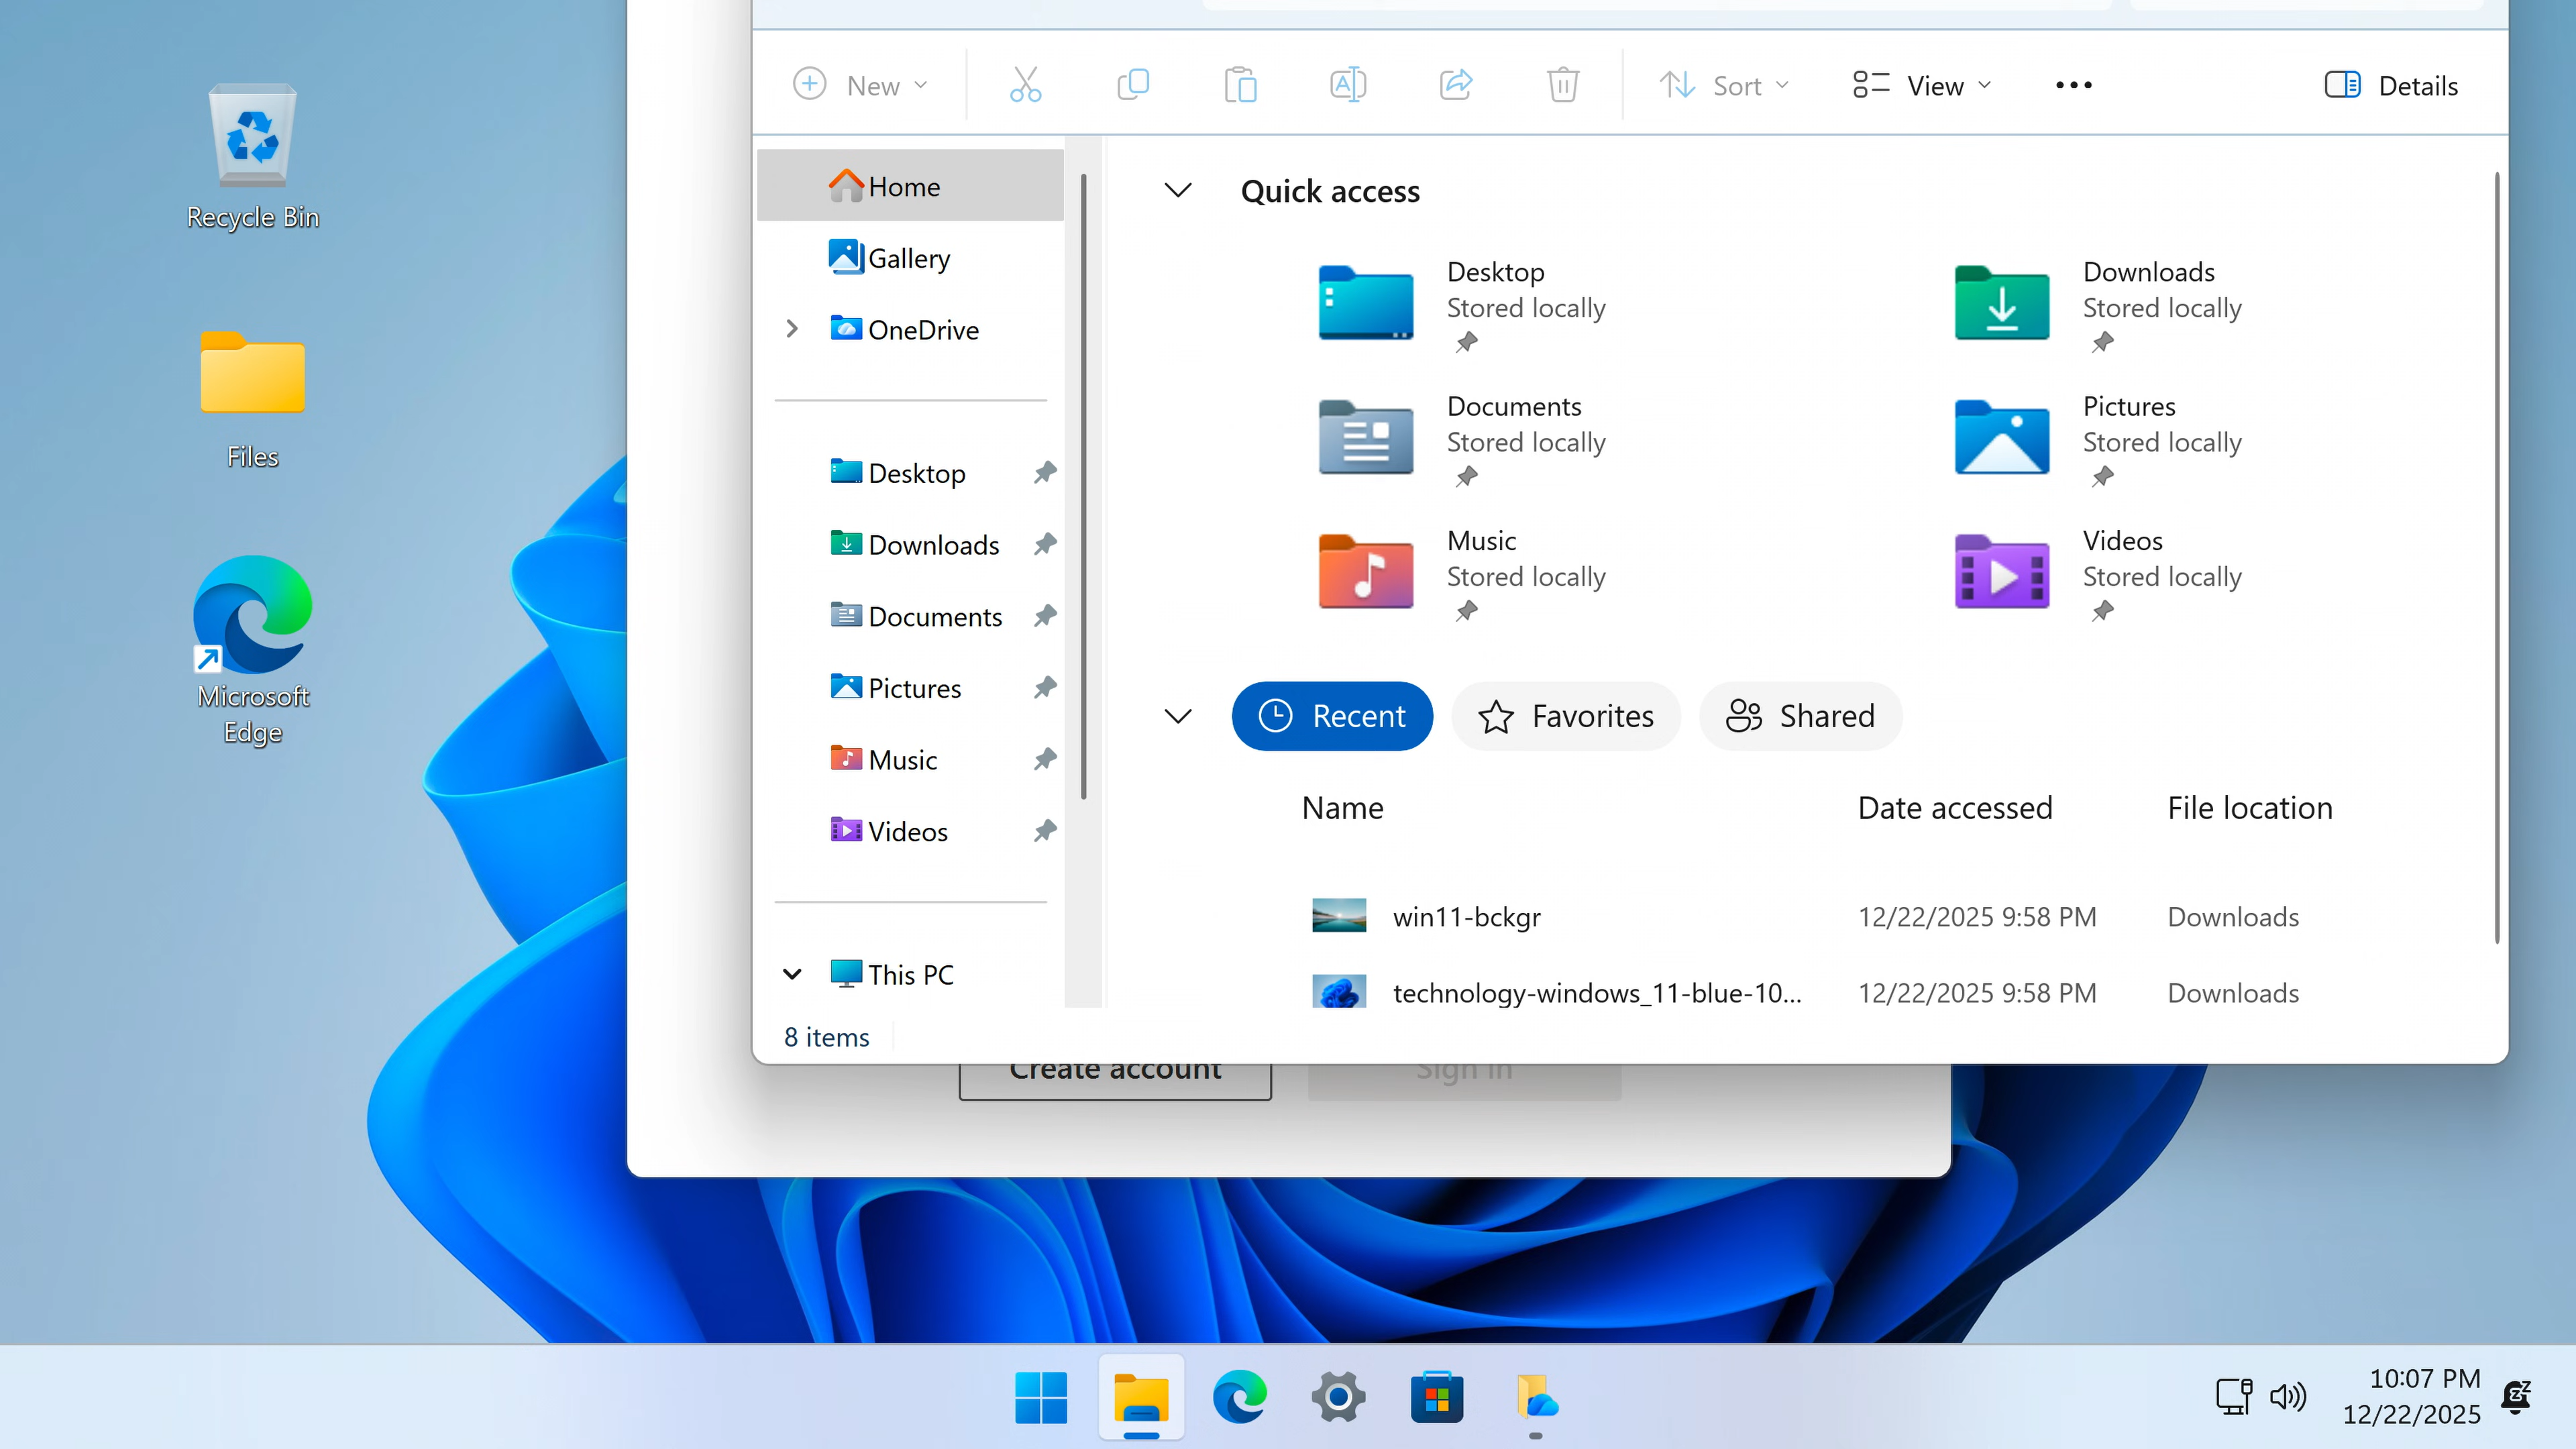 Recycle Bin
Files
Microsoft
Edge
New
Sort
View
Details
Home
Gallery
OneDrive
Desktop
Downloads
Documents
Pictures
Music
Videos
This PC
8 items
Quick access
Desktop
Stored locally
Downloads
Stored locally
Documents
Stored locally
Pictures
Stored locally
Music
Stored locally
Videos
Stored locally
Recent
Favorites
Shared
Name
Date accessed
File location
win11-bckgr
12/22/2025 9:58 PM
Downloads
technology-windows_11-blue-10...
12/22/2025 9:58 PM
Downloads
Create account
Sign in
10:07 PM
12/22/2025